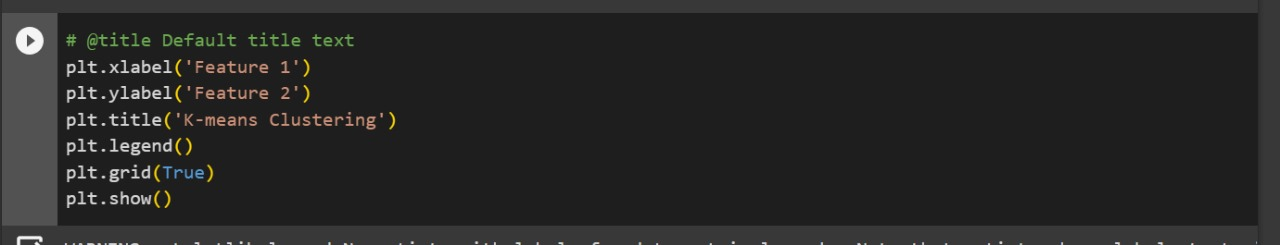 # @title Default title text
plt.xlabel('Feature 1')
plt.ylabel('Feature 2')
plt.title('K-means Clustering')
plt.legend()
plt.grid(True)
plt.show()